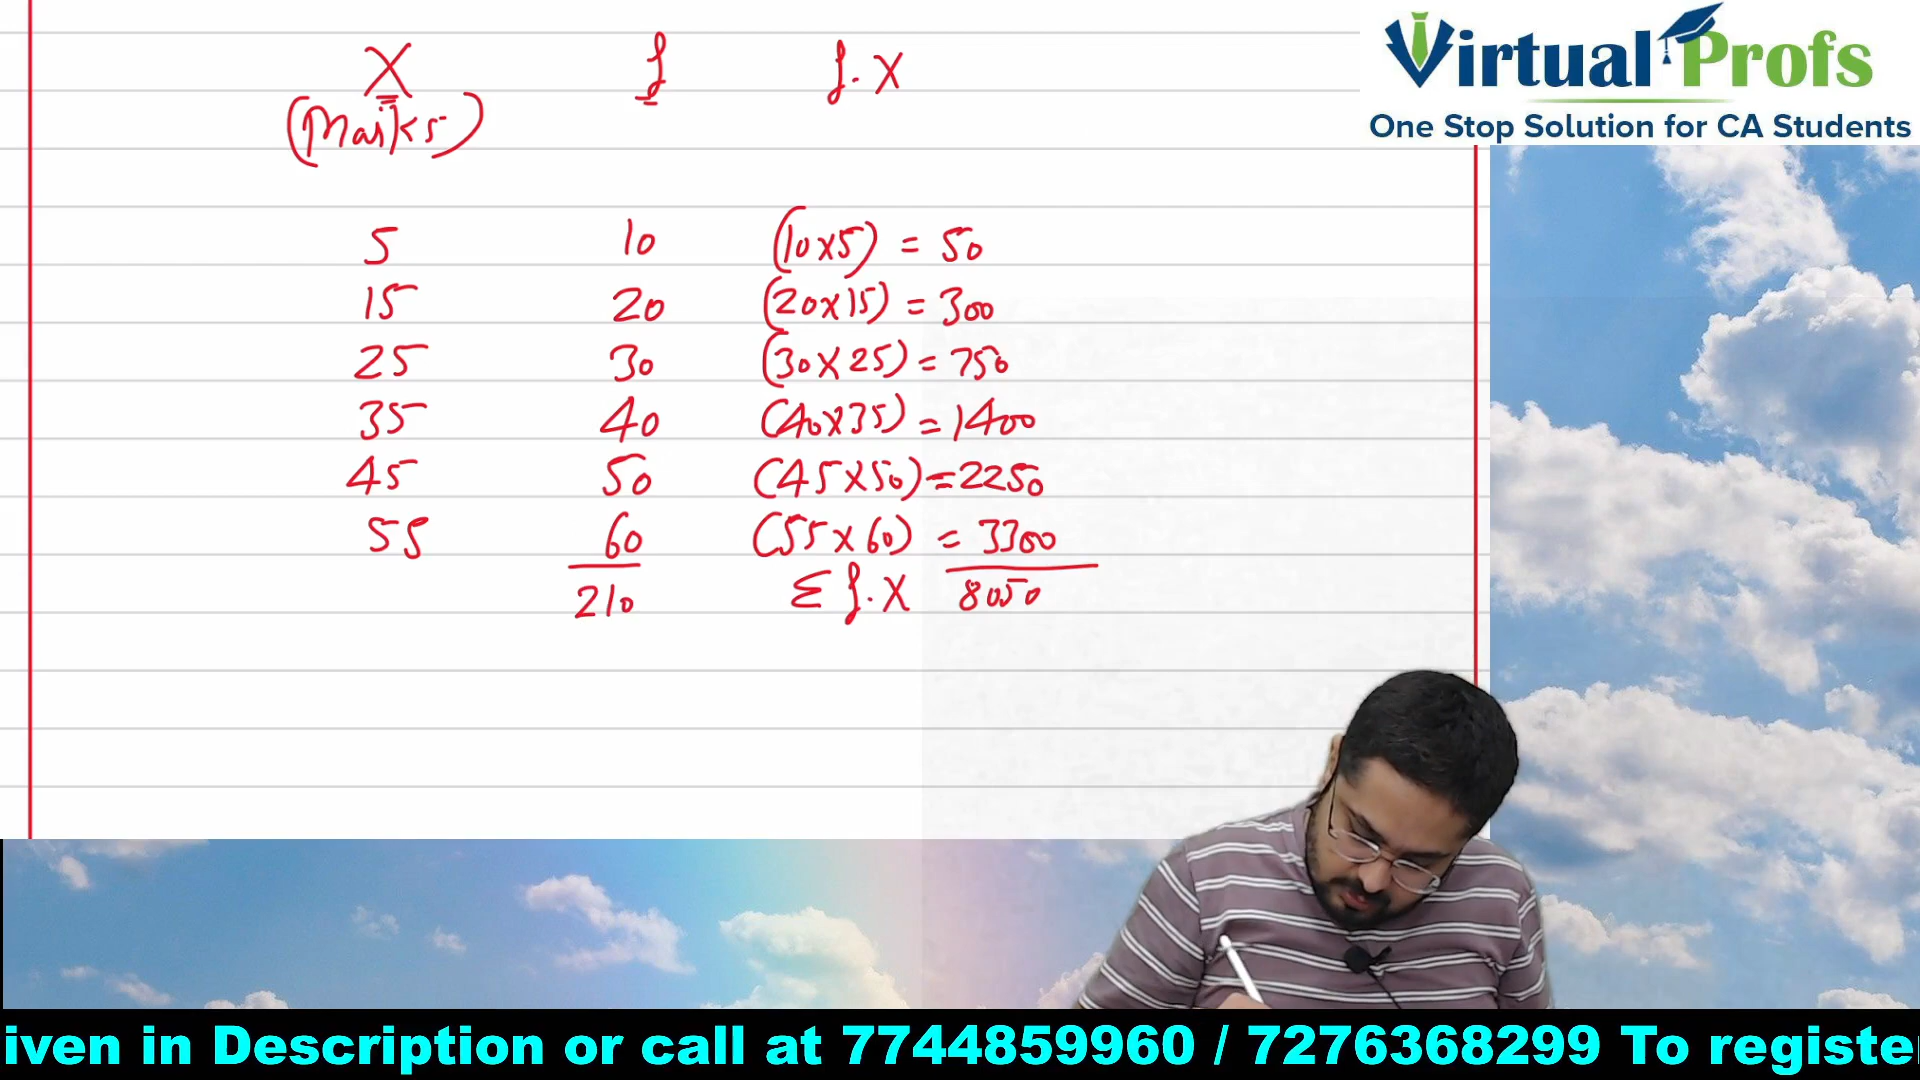 X f f.X
(Marks)
5 10 (10x5) = 50
15 20 (20x15) = 300
25 30 (30x25) = 750
35 40 (40x35) = 1400
45 50 (45x50) = 2250
55 60 (55x60) = 3300
210 Σ f.X 8050
Virtual Profs
One Stop Solution for CA Students
iven in Description or call at 7744859960 / 7276368299 To registe